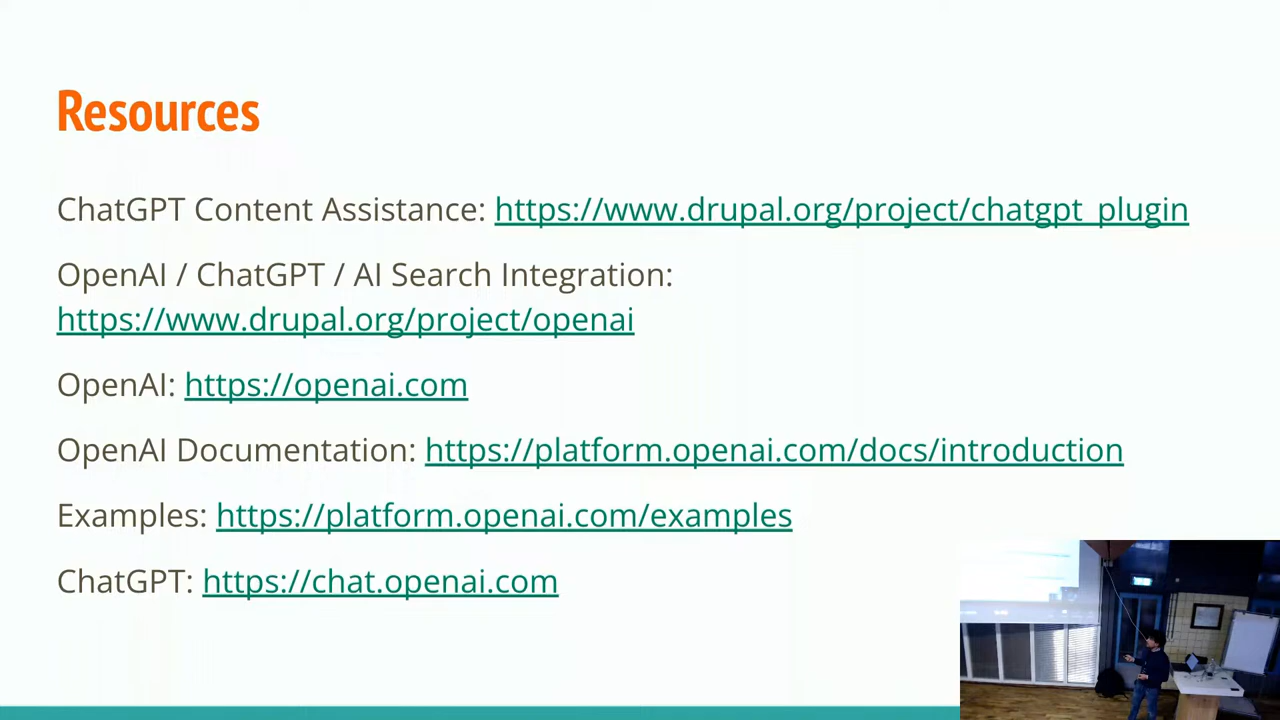 Resources
ChatGPT Content Assistance: https://www.drupal.org/project/chatgpt_plugin
OpenAI / ChatGPT / AI Search Integration:
https://www.drupal.org/project/openai
OpenAI: https://openai.com
OpenAI Documentation: https://platform.openai.com/docs/introduction
Examples: https://platform.openai.com/examples
ChatGPT: https://chat.openai.com